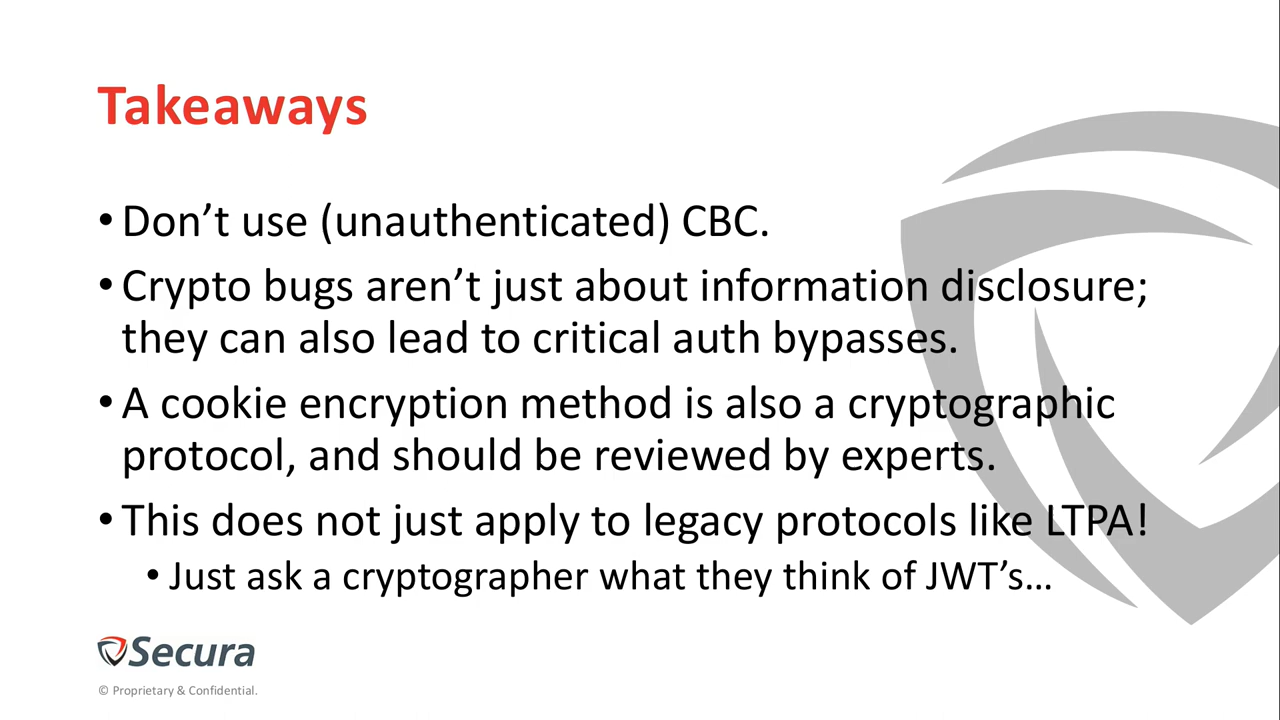 Takeaways
• Don’t use (unauthenticated) CBC.
• Crypto bugs aren’t just about information disclosure;
they can also lead to critical auth bypasses.
• A cookie encryption method is also a cryptographic
protocol, and should be reviewed by experts.
• This does not just apply to legacy protocols like LTPA!
• Just ask a cryptographer what they think of JWT’s…
Secura
© Proprietary & Confidential.